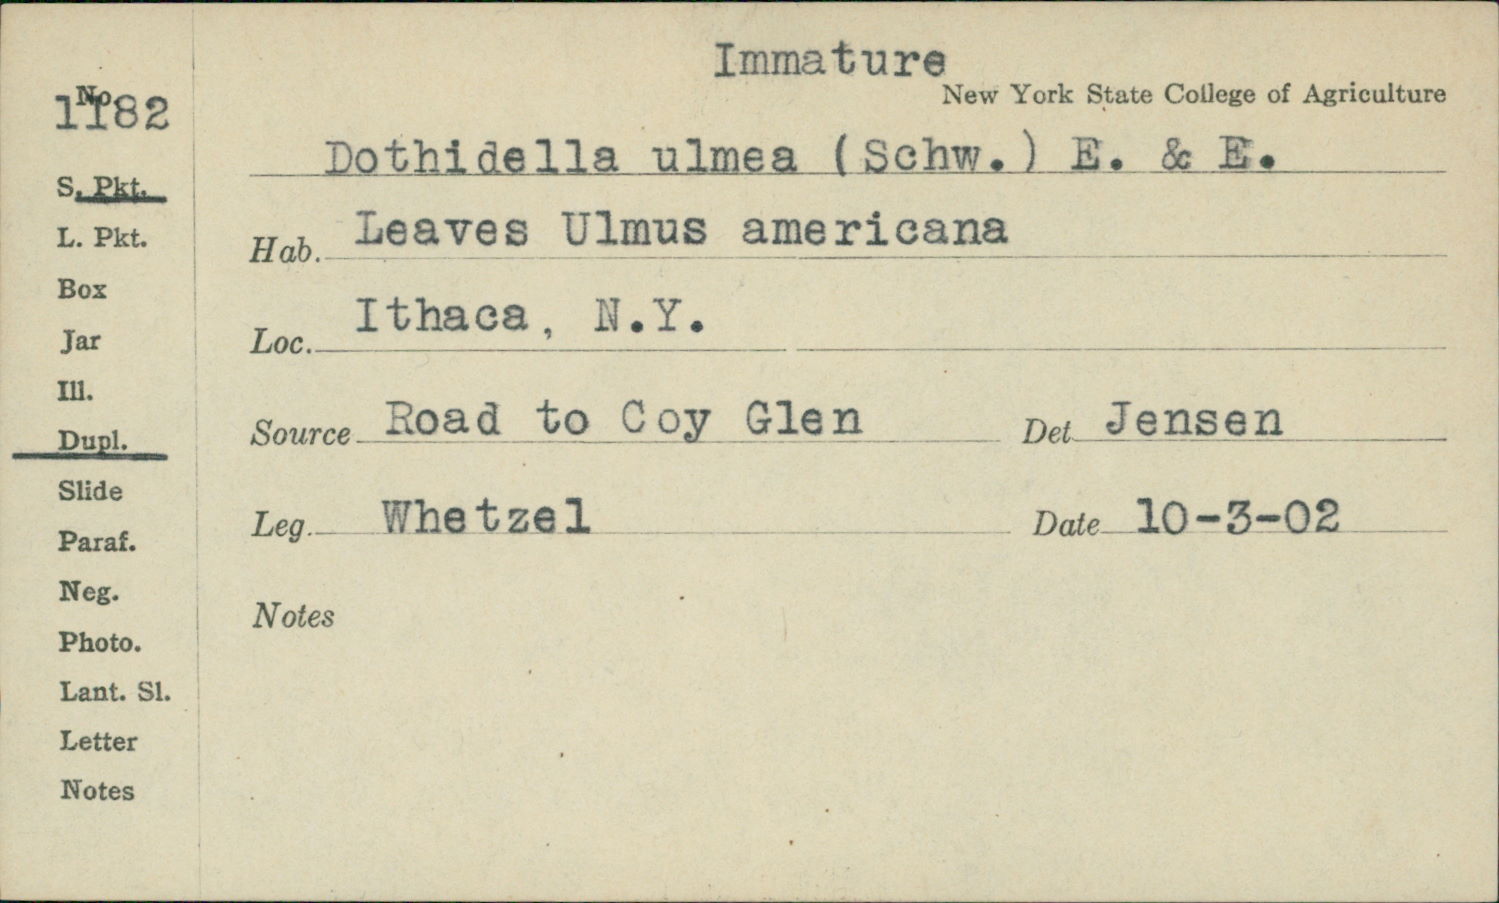 Immature
New York State College of Agriculture
No.
1182
Dothidella ulmea (Schw.) E. & E.
S. Pkt.
L. Pkt.
Hab. Leaves Ulmus americana
Box
Jar
Loc. Ithaca, N.Y.
Ill.
Dupl.
Source Road to Coy Glen Det Jensen
Slide
Leg. Whetzel Date 10-3-02
Paraf.
Neg.
Notes
Photo.
Lant. Sl.
Letter
Notes